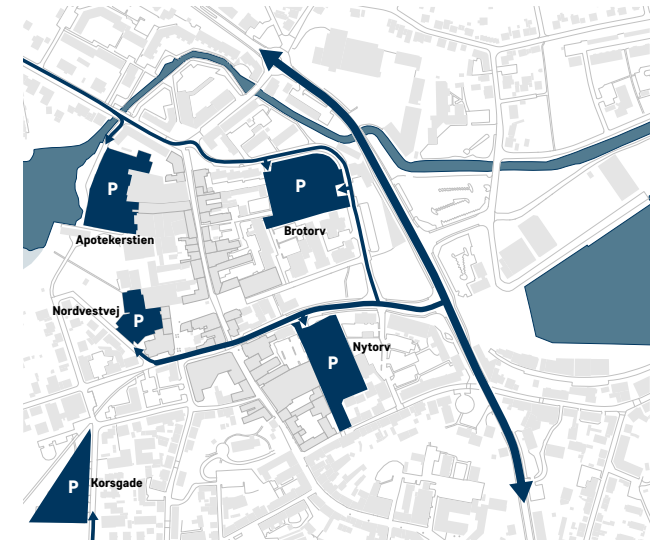 P
Apotekerstien
P
Brotorv
Nordvestvej
P
P
Nytorv
P
Korsgade